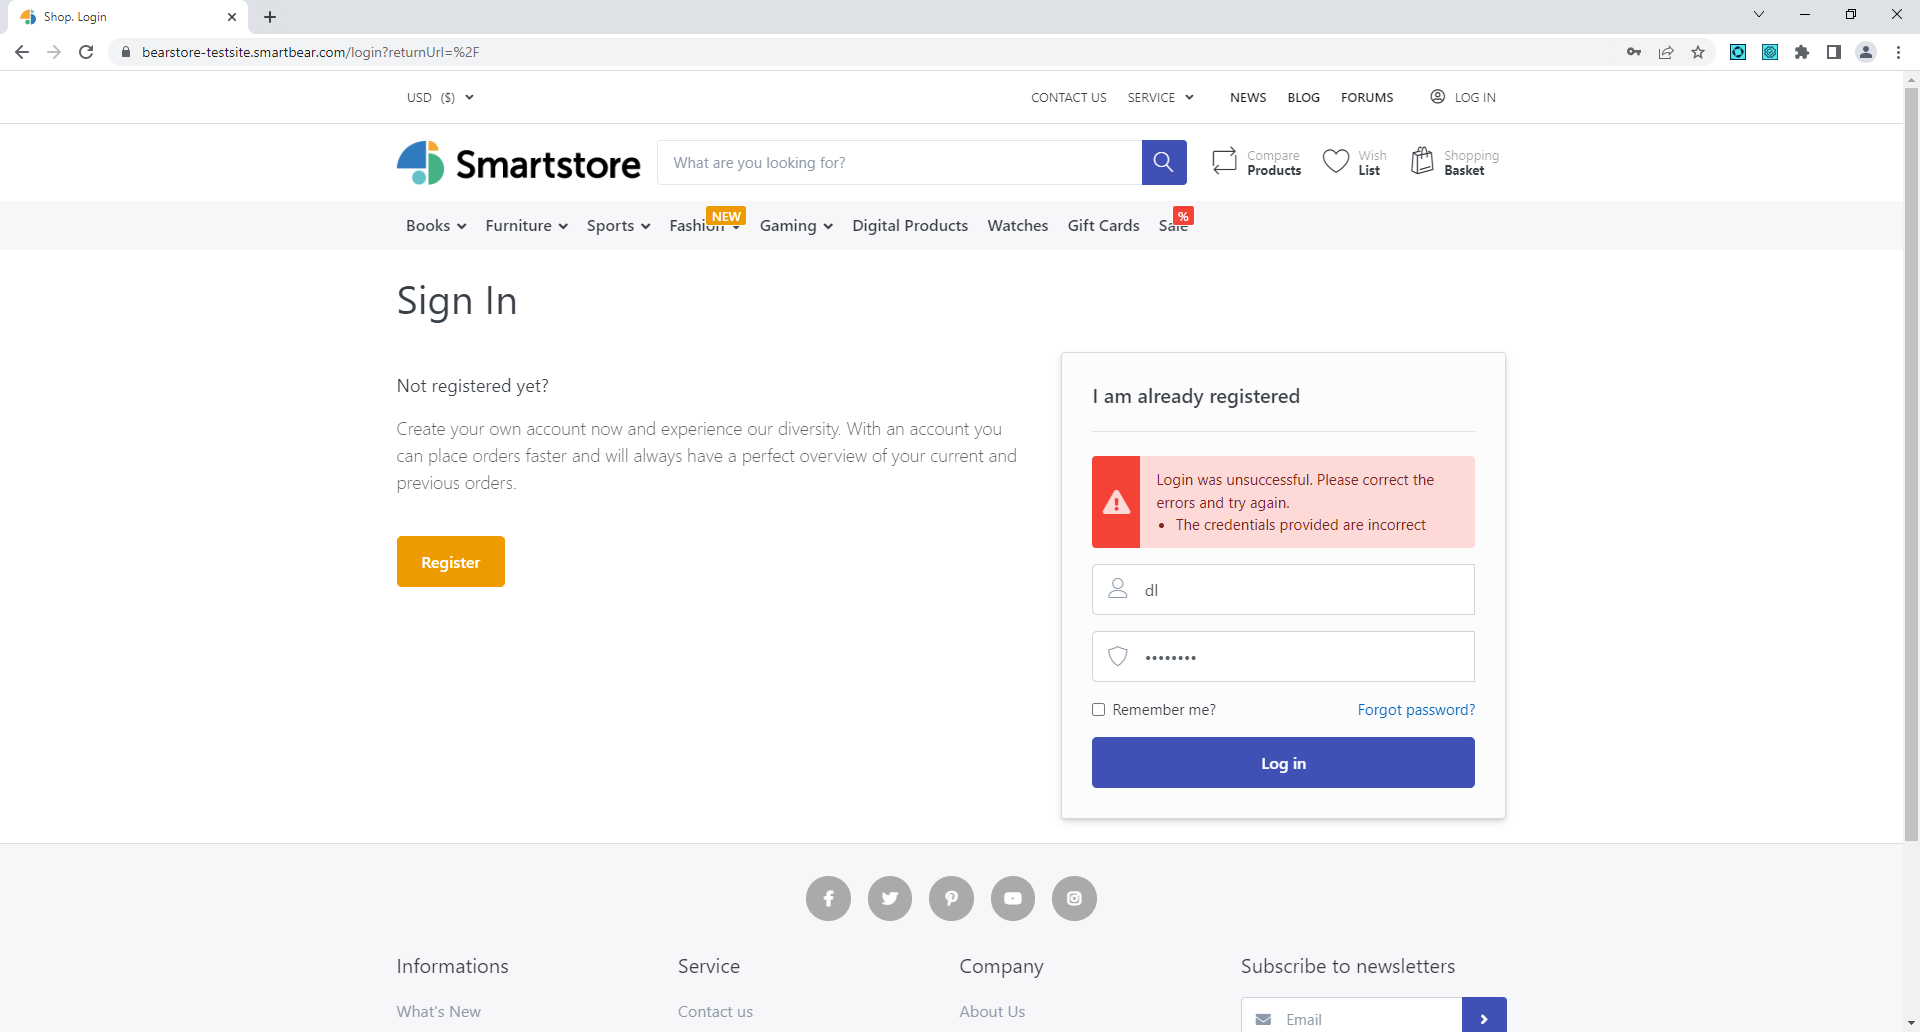 Shop. Login
bearstore-testsite.smartbear.com/login?returnUrl=%2F
USD ($)
CONTACT US
SERVICE
NEWS
BLOG
FORUMS
LOG IN
Smartstore
What are you looking for?
Compare
Products
Wish
List
Shopping
Basket
Books
Furniture
Sports
Fashion
NEW
Gaming
Digital Products
Watches
Gift Cards
Sale
%
Sign In
Not registered yet?
Create your own account now and experience our diversity. With an account you
can place orders faster and will always have a perfect overview of your current and
previous orders.
Register
I am already registered
Login was unsuccessful. Please correct the
errors and try again.
• The credentials provided are incorrect
dl
••••••••
Remember me?
Forgot password?
Log in
Informations
Service
Company
Subscribe to newsletters
What's New
Contact us
About Us
Email